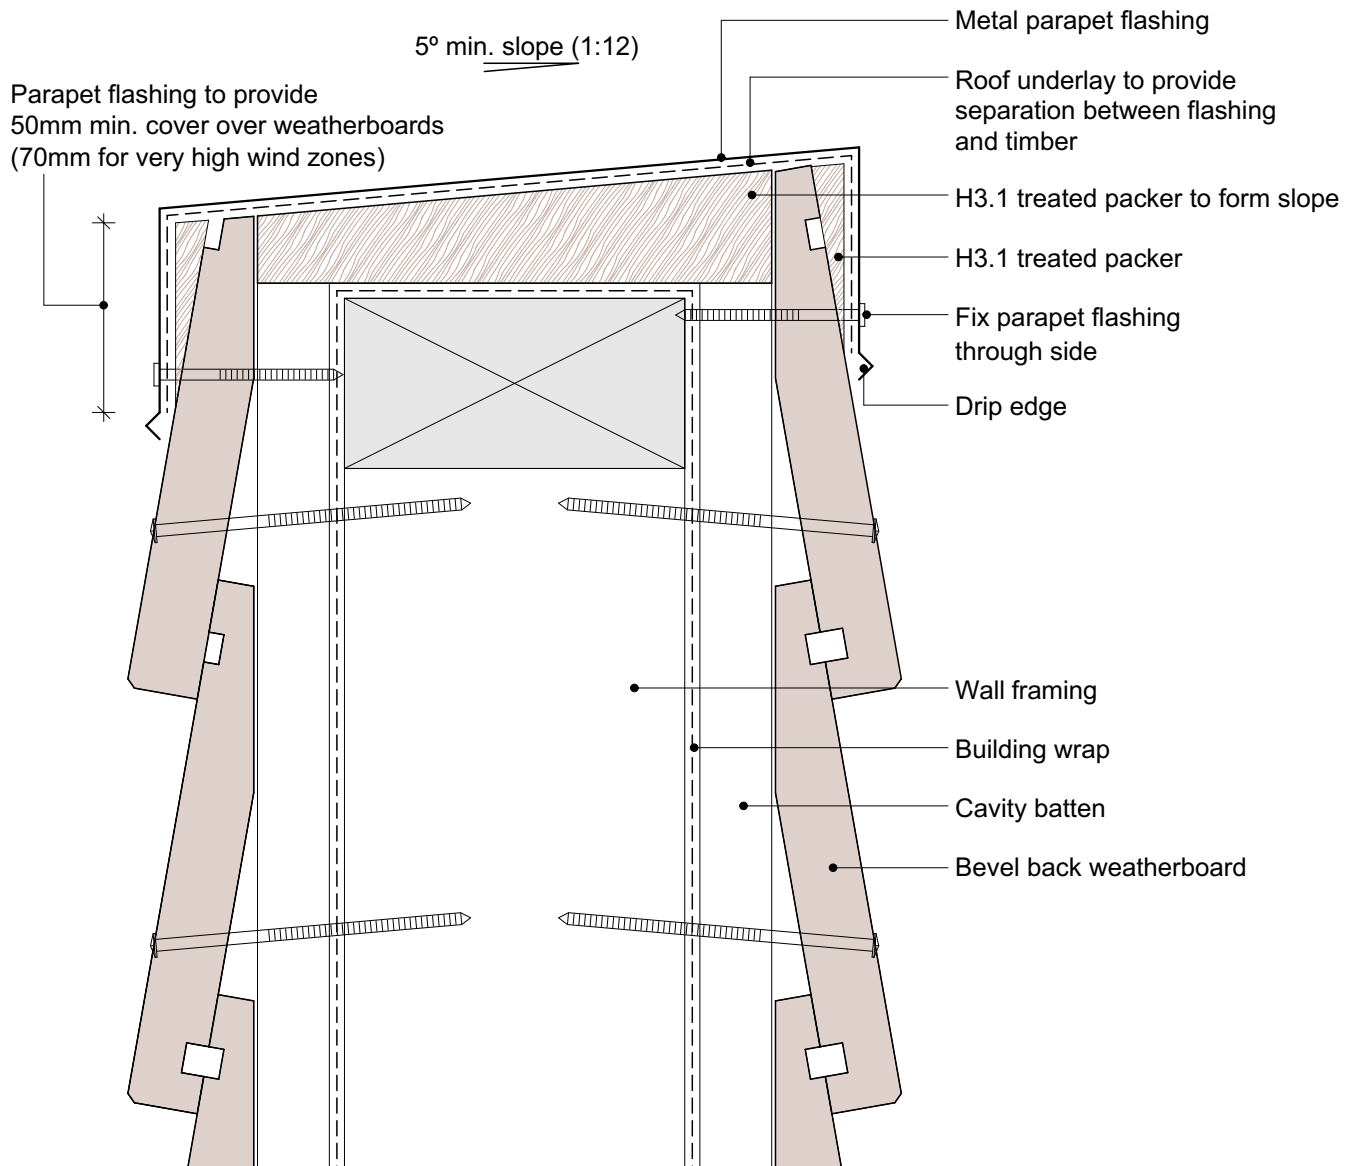 Metal parapet flashing
5º min. slope (1:12)
Roof underlay to provide
separation between flashing
and timber
Parapet flashing to provide
50mm min. cover over weatherboards
(70mm for very high wind zones)
H3.1 treated packer to form slope
H3.1 treated packer
Fix parapet flashing
through side
Drip edge
Wall framing
Building wrap
Cavity batten
Bevel back weatherboard